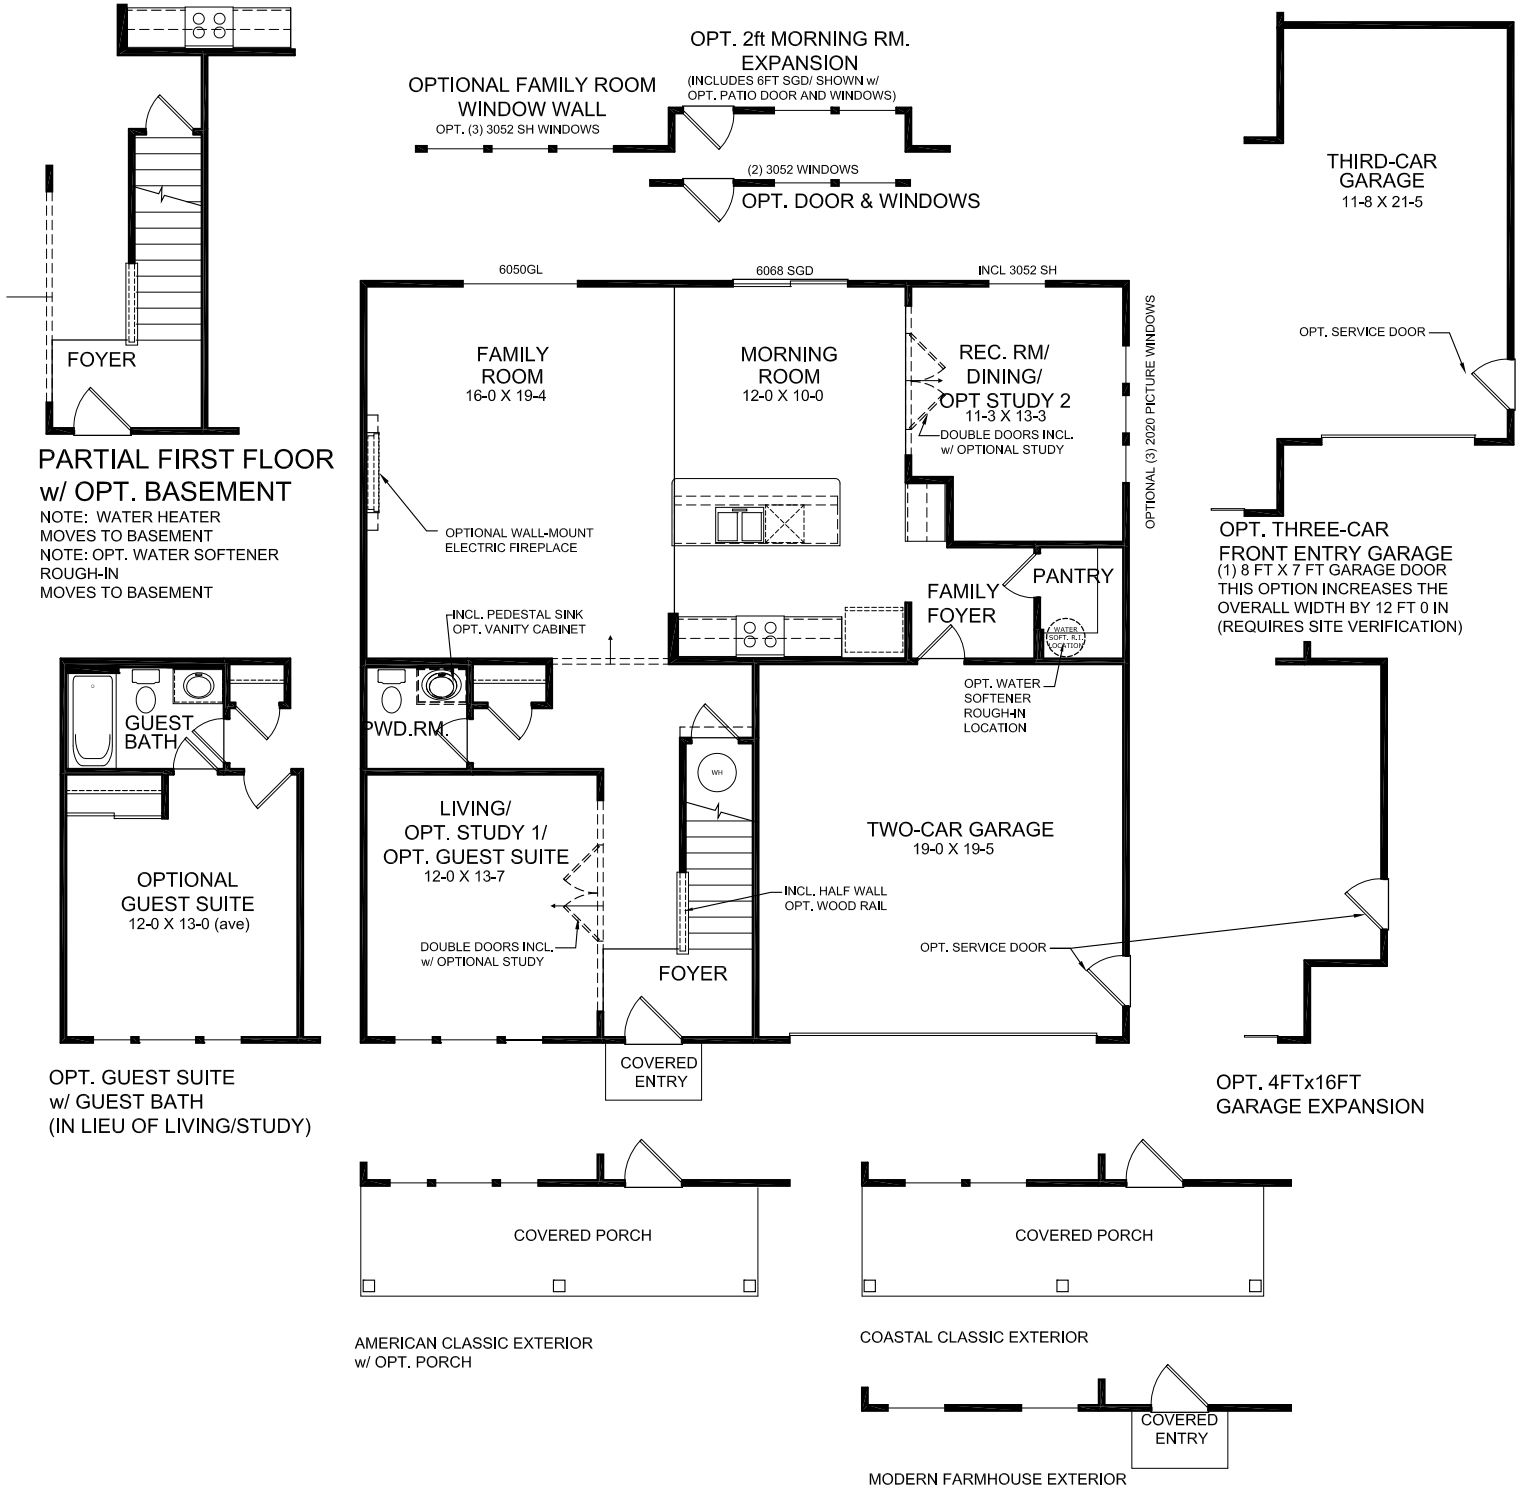 OPT. 2ft MORNING RM.
EXPANSION
(INCLUDES 6FT SGD/ SHOWN w/
OPT. PATIO DOOR AND WINDOWS)
OPTIONAL FAMILY ROOM
WINDOW WALL
OPT. (3) 3052 SH WINDOWS
(2) 3052 WINDOWS
OPT. DOOR & WINDOWS
THIRD-CAR
GARAGE
11-8 X 21-5
OPT. SERVICE DOOR
OPT. THREE-CAR
FRONT ENTRY GARAGE
(1) 8 FT X 7 FT GARAGE DOOR
THIS OPTION INCREASES THE
OVERALL WIDTH BY 12 FT 0 IN
(REQUIRES SITE VERIFICATION)
FOYER
PARTIAL FIRST FLOOR
w/ OPT. BASEMENT
NOTE: WATER HEATER
MOVES TO BASEMENT
NOTE: OPT. WATER SOFTENER
ROUGH-IN
MOVES TO BASEMENT
6050GL
6068 SGD
INCL 3052 SH
OPTIONAL (3) 2020 PICTURE WINDOWS
FAMILY
ROOM
16-0 X 19-4
MORNING
ROOM
12-0 X 10-0
REC. RM/
DINING/
OPT STUDY 2
11-3 X 13-3
DOUBLE DOORS INCL.
w/ OPTIONAL STUDY
OPTIONAL WALL-MOUNT
ELECTRIC FIREPLACE
INCL. PEDESTAL SINK
OPT. VANITY CABINET
FAMILY
FOYER
PANTRY
WATER
SOFT. R.I.
LOCATION
OPT. WATER
SOFTENER
ROUGH-IN
LOCATION
PWD.RM.
WH
LIVING/
OPT. STUDY 1/
OPT. GUEST SUITE
12-0 X 13-7
DOUBLE DOORS INCL.
w/ OPTIONAL STUDY
INCL. HALF WALL
OPT. WOOD RAIL
FOYER
TWO-CAR GARAGE
19-0 X 19-5
OPT. SERVICE DOOR
COVERED
ENTRY
GUEST
BATH
OPTIONAL
GUEST SUITE
12-0 X 13-0 (ave)
OPT. GUEST SUITE
w/ GUEST BATH
(IN LIEU OF LIVING/STUDY)
OPT. 4FTx16FT
GARAGE EXPANSION
COVERED PORCH
AMERICAN CLASSIC EXTERIOR
w/ OPT. PORCH
COVERED PORCH
COASTAL CLASSIC EXTERIOR
COVERED
ENTRY
MODERN FARMHOUSE EXTERIOR